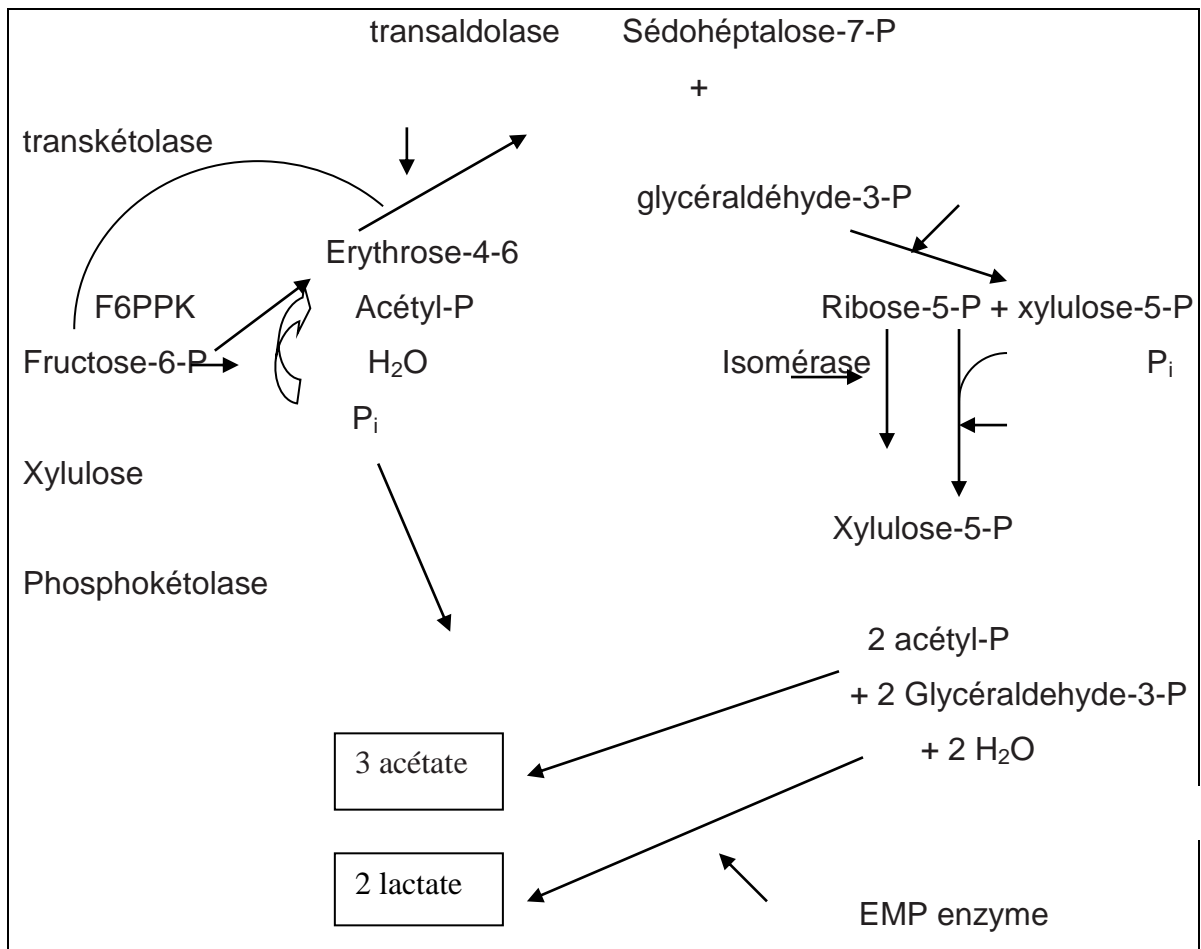 transaldolase Sédohéptalose-7-P
+
transkétolase
glycéraldéhyde-3-P
Erythrose-4-6
F6PPK Acétyl-P Ribose-5-P + xylulose-5-P
Fructose-6-P H₂O Isomérase Pᵢ
Pᵢ
Xylulose
Xylulose-5-P
Phosphokétolase
2 acétyl-P
+ 2 Glycéraldehyde-3-P
3 acétate + 2 H₂O
2 lactate
EMP enzyme